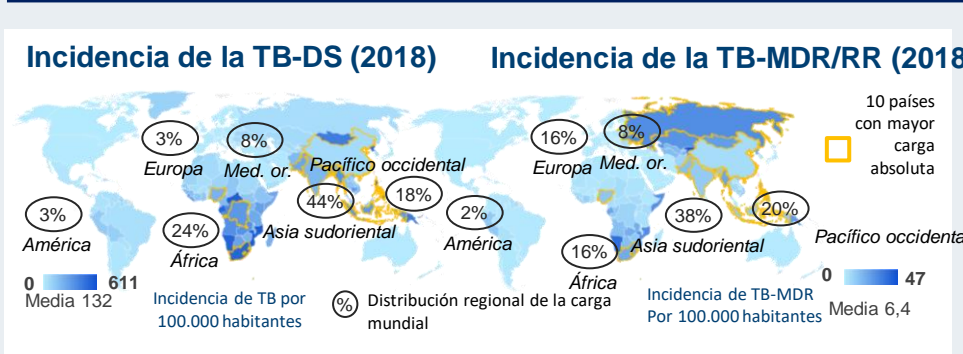 Incidencia de la TB-DS (2018)
3%
Europa
8%
Med. or.
Pacífico occidental
18%
44%
Asia sudoriental
3%
América
24%
África
0 611
Media 132
Incidencia de TB por
100.000 habitantes
(%) Distribución regional de la carga
mundial
Incidencia de la TB-MDR/RR (2018
16%
Europa
8%
Med. or.
2%
América
38%
Asia sudoriental
20%
Pacífico occidenta
16%
África
10 países
con mayor
carga
absoluta
Incidencia de TB-MDR
Por 100.000 habitantes
0 47
Media 6,4